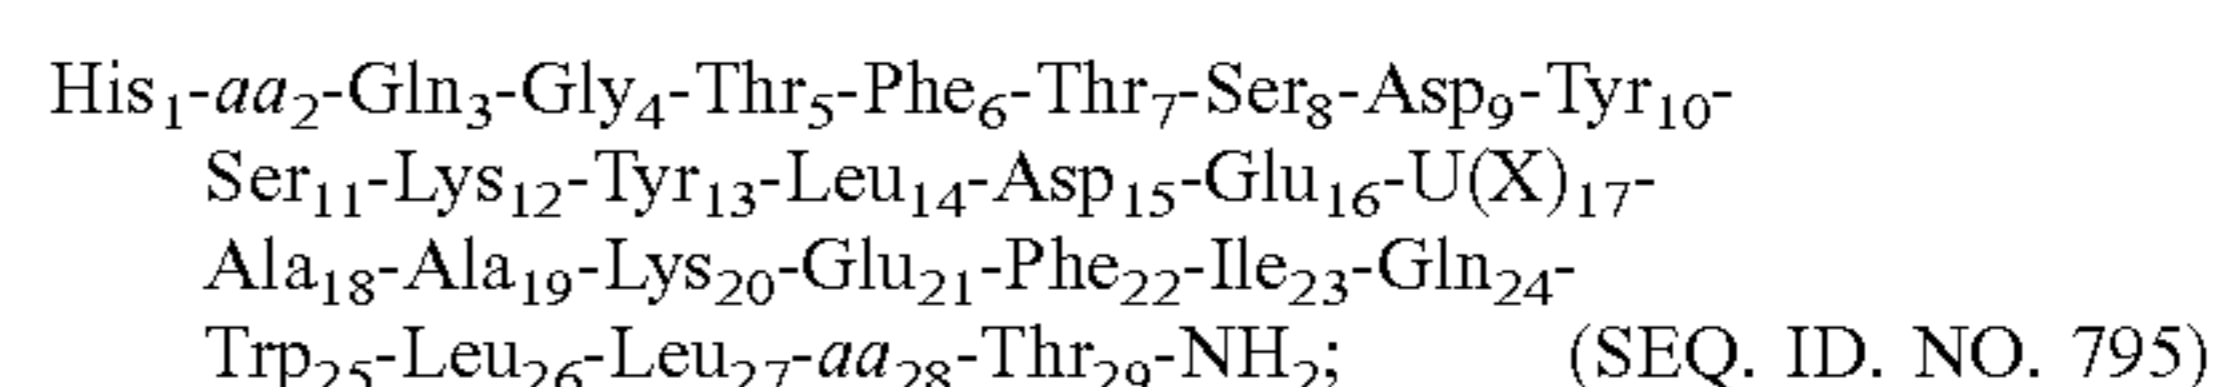 His₁-aa₂-Gln₃-Gly₄-Thr₅-Phe₆-Thr₇-Ser₈-Asp₉-Tyr₁₀-
Ser₁₁-Lys₁₂-Tyr₁₃-Leu₁₄-Asp₁₅-Glu₁₆-U(X)₁₇-
Ala₁₈-Ala₁₉-Lys₂₀-Glu₂₁-Phe₂₂-Ile₂₃-Gln₂₄-
Trp₂₅-Leu₂₆-Leu₂₇-aa₂₈-Thr₂₉-NH₂; (SEQ. ID. NO. 795)